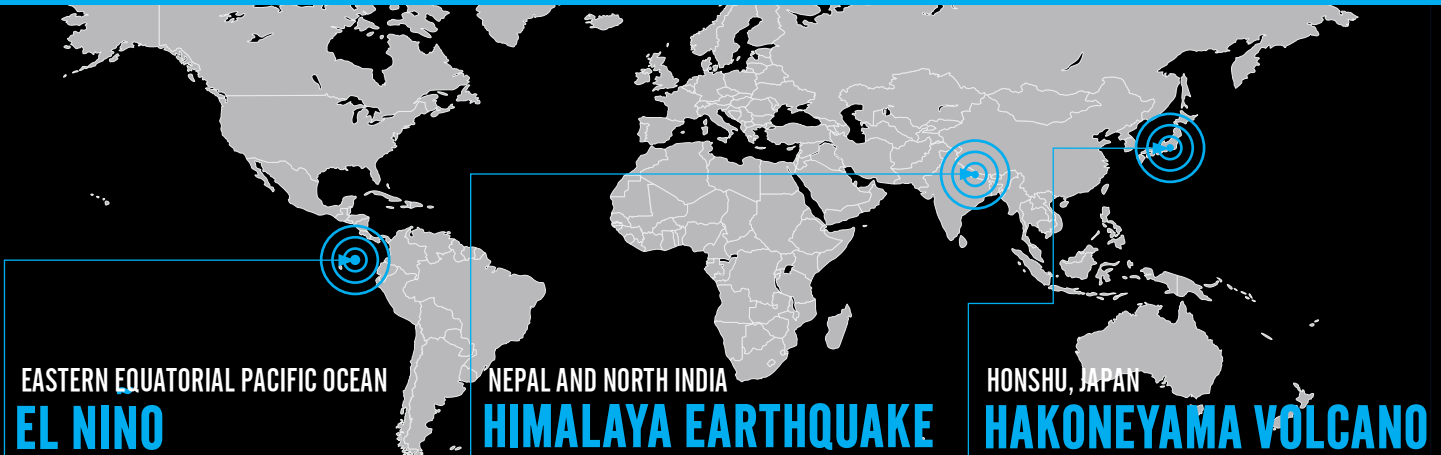 EASTERN EQUATORIAL PACIFIC OCEAN
EL NIÑO
NEPAL AND NORTH INDIA
HIMALAYA EARTHQUAKE
HONSHU, JAPAN
HAKONEYAMA VOLCANO